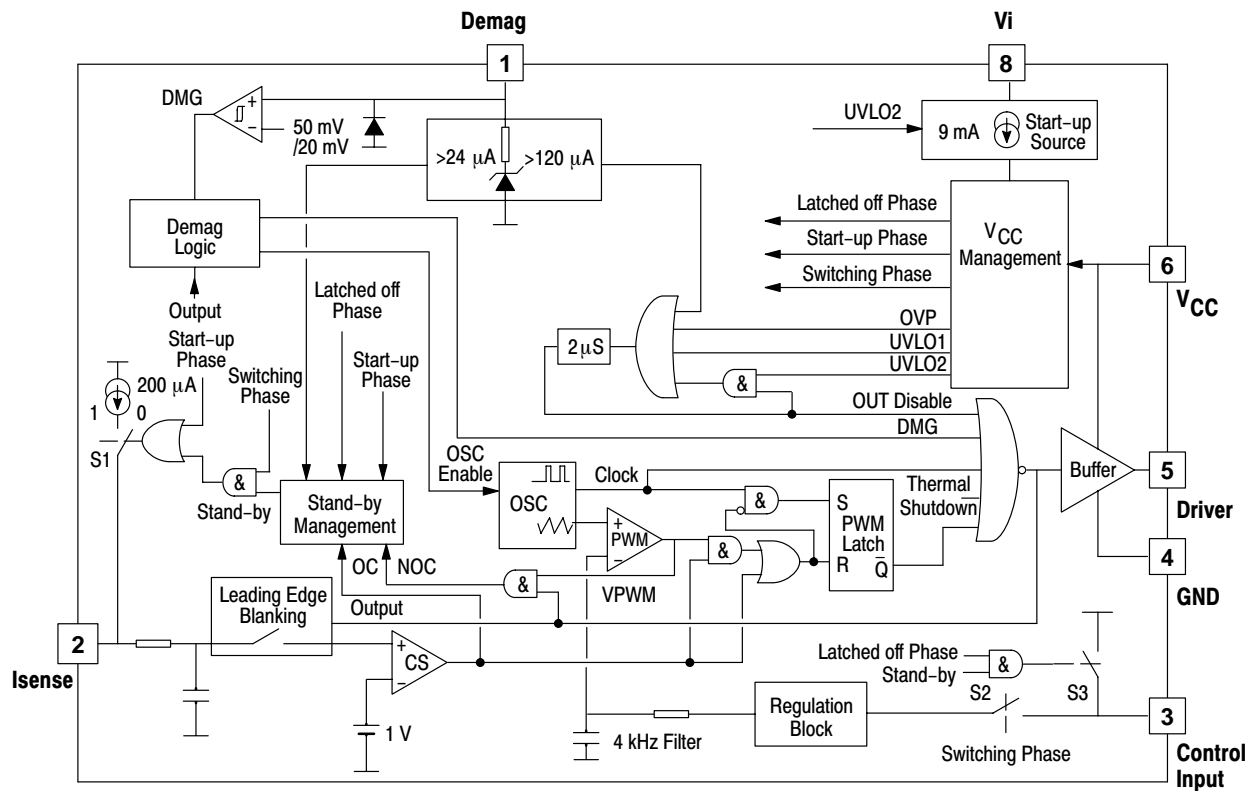 Demag
Vi
1
8
DMG
+
−
50 mV
/20 mV
UVLO2
9 mA
Start−up
Source
>24 μA
>120 μA
Latched off Phase
Start−up Phase
Switching Phase
VCC
Management
6
VCC
Demag
Logic
Output
Start−up
Phase
Latched off
Phase
Start−up
Phase
Switching
Phase
200 μA
1
0
S1
2 μS
OVP
UVLO1
UVLO2
&
OUT Disable
DMG
&
Stand−by
Stand−by
Management
OSC
Enable
OSC
Clock
&
+
PWM
−
&
S
PWM
Latch
R
Q
Thermal
Shutdown
Buffer
5
Driver
4
GND
OC
NOC
&
VPWM
Output
Leading Edge
Blanking
2
Isense
+
CS
−
1 V
4 kHz Filter
Regulation
Block
Latched off Phase
Stand−by
&
S2
S3
Switching Phase
3
Control
Input